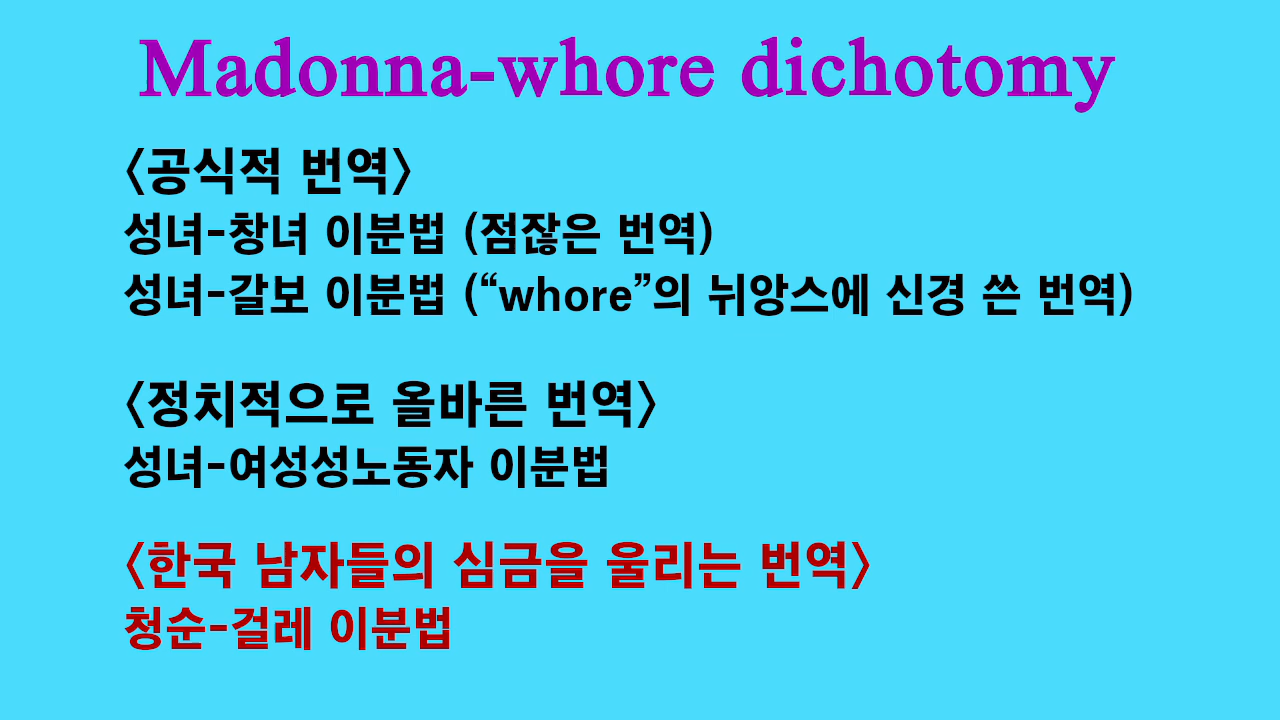 Madonna-whore dichotomy
〈공식적 번역〉
성녀-창녀 이분법 (점잖은 번역)
성녀-갈보 이분법 (“whore”의 뉘앙스에 신경 쓴 번역)
〈정치적으로 올바른 번역〉
성녀-여성성노동자 이분법
〈한국 남자들의 심금을 울리는 번역〉
청순-걸레 이분법